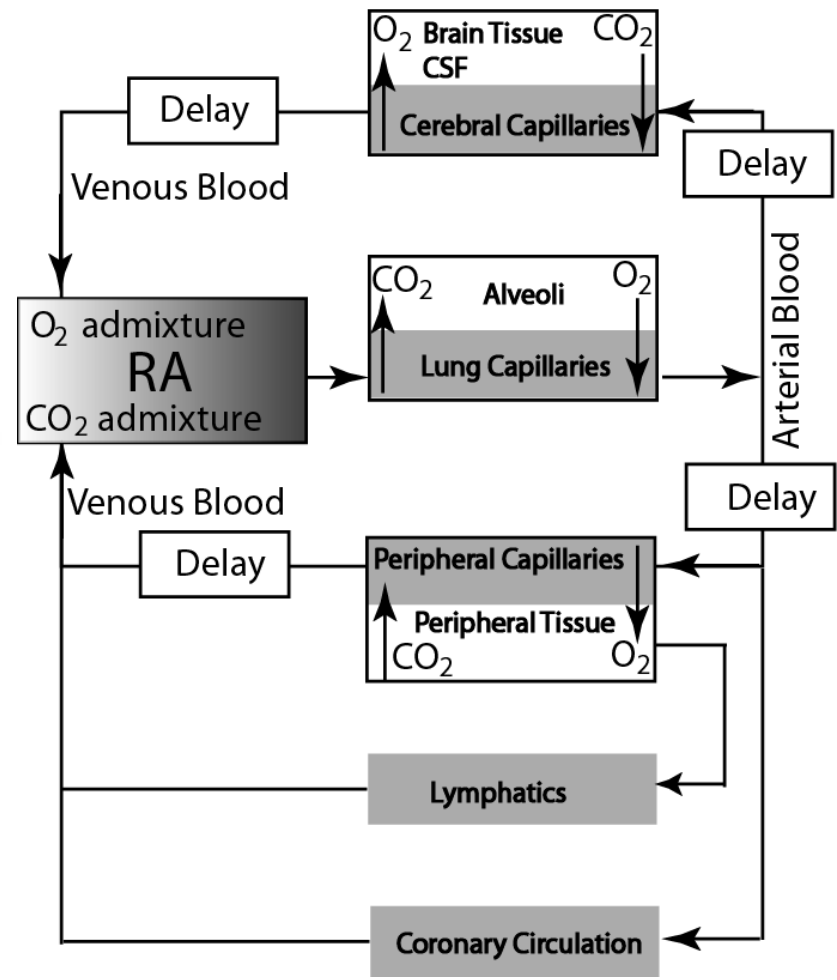 O₂ Brain Tissue CO₂
CSF
Delay
Cerebral Capillaries
Delay
Venous Blood
CO₂ Alveoli O₂
O₂ admixture
RA
CO₂ admixture
Lung Capillaries
Arterial Blood
Venous Blood
Delay
Delay
Peripheral Capillaries
Peripheral Tissue
CO₂ O₂
Lymphatics
Coronary Circulation